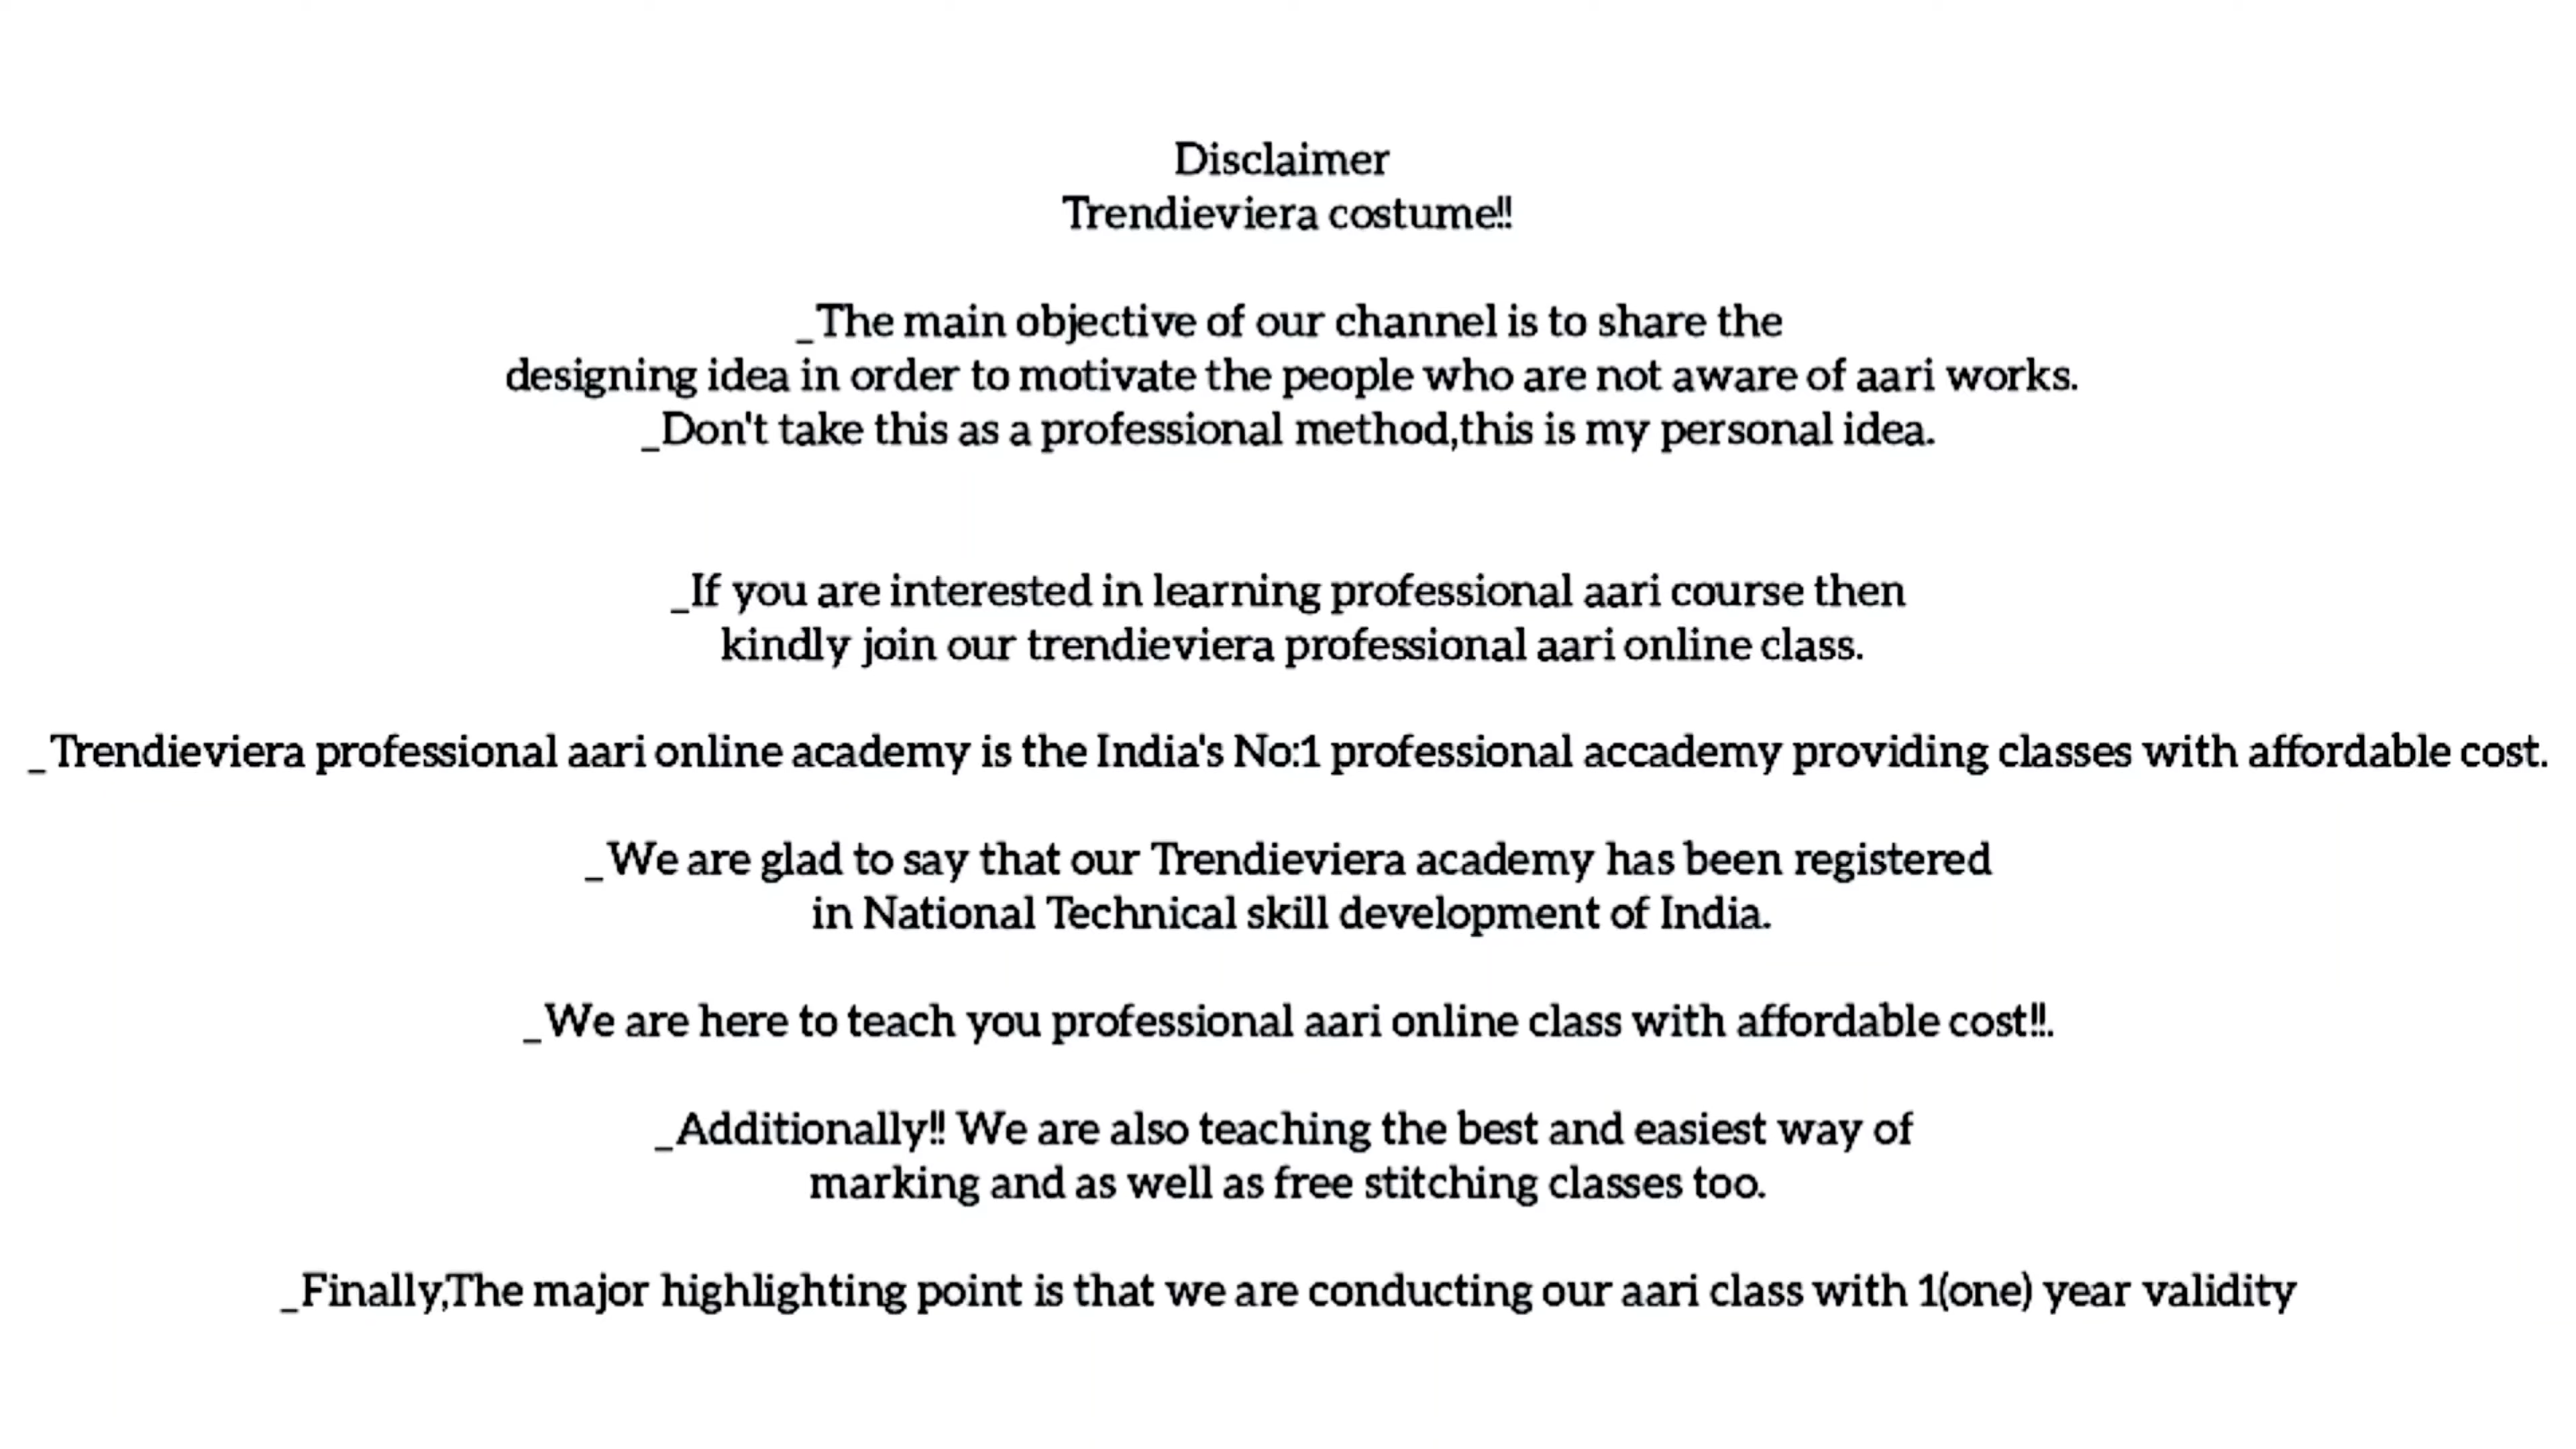 Disclaimer
Trendieviera costume!!
_The main objective of our channel is to share the
designing idea in order to motivate the people who are not aware of aari works.
_Don't take this as a professional method,this is my personal idea.
_If you are interested in learning professional aari course then
kindly join our trendieviera professional aari online class.
_Trendieviera professional aari online academy is the India's No:1 professional accademy providing classes with affordable cost.
_We are glad to say that our Trendieviera academy has been registered
in National Technical skill development of India.
_We are here to teach you professional aari online class with affordable cost!!.
_Additionally!! We are also teaching the best and easiest way of
marking and as well as free stitching classes too.
_Finally,The major highlighting point is that we are conducting our aari class with 1(one) year validity